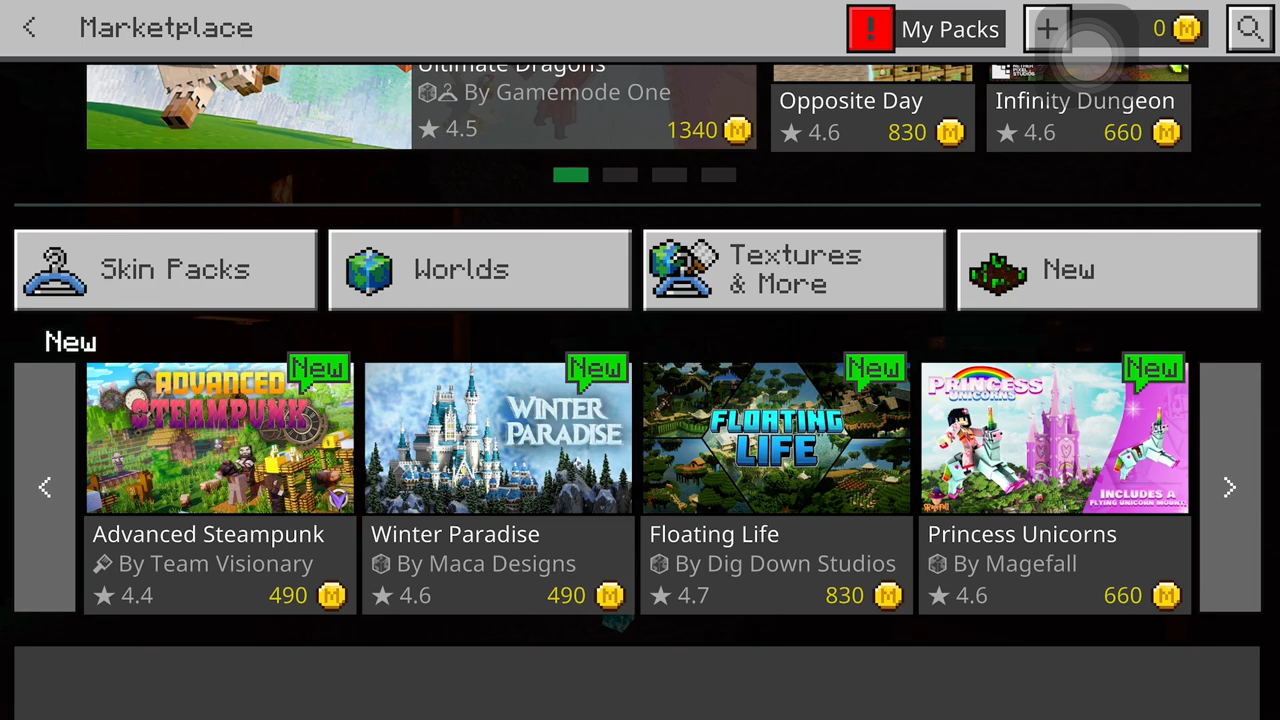 Marketplace
!
My Packs
0
Ultimate Dragons
By Gamemode One
4.5
1340
Opposite Day
4.6
830
Infinity Dungeon
4.6
660
Skin Packs
Worlds
Textures
& More
New
New
New
ADVANCED
STEAMPUNK
Advanced Steampunk
By Team Visionary
4.4
490
New
WINTER
PARADISE
Winter Paradise
By Maca Designs
4.6
490
New
FLOATING
LIFE
Floating Life
By Dig Down Studios
4.7
830
New
PRINCESS
UNICORNS
INCLUDES A
FLYING UNICORN MOUNT!
Princess Unicorns
By Magefall
4.6
660